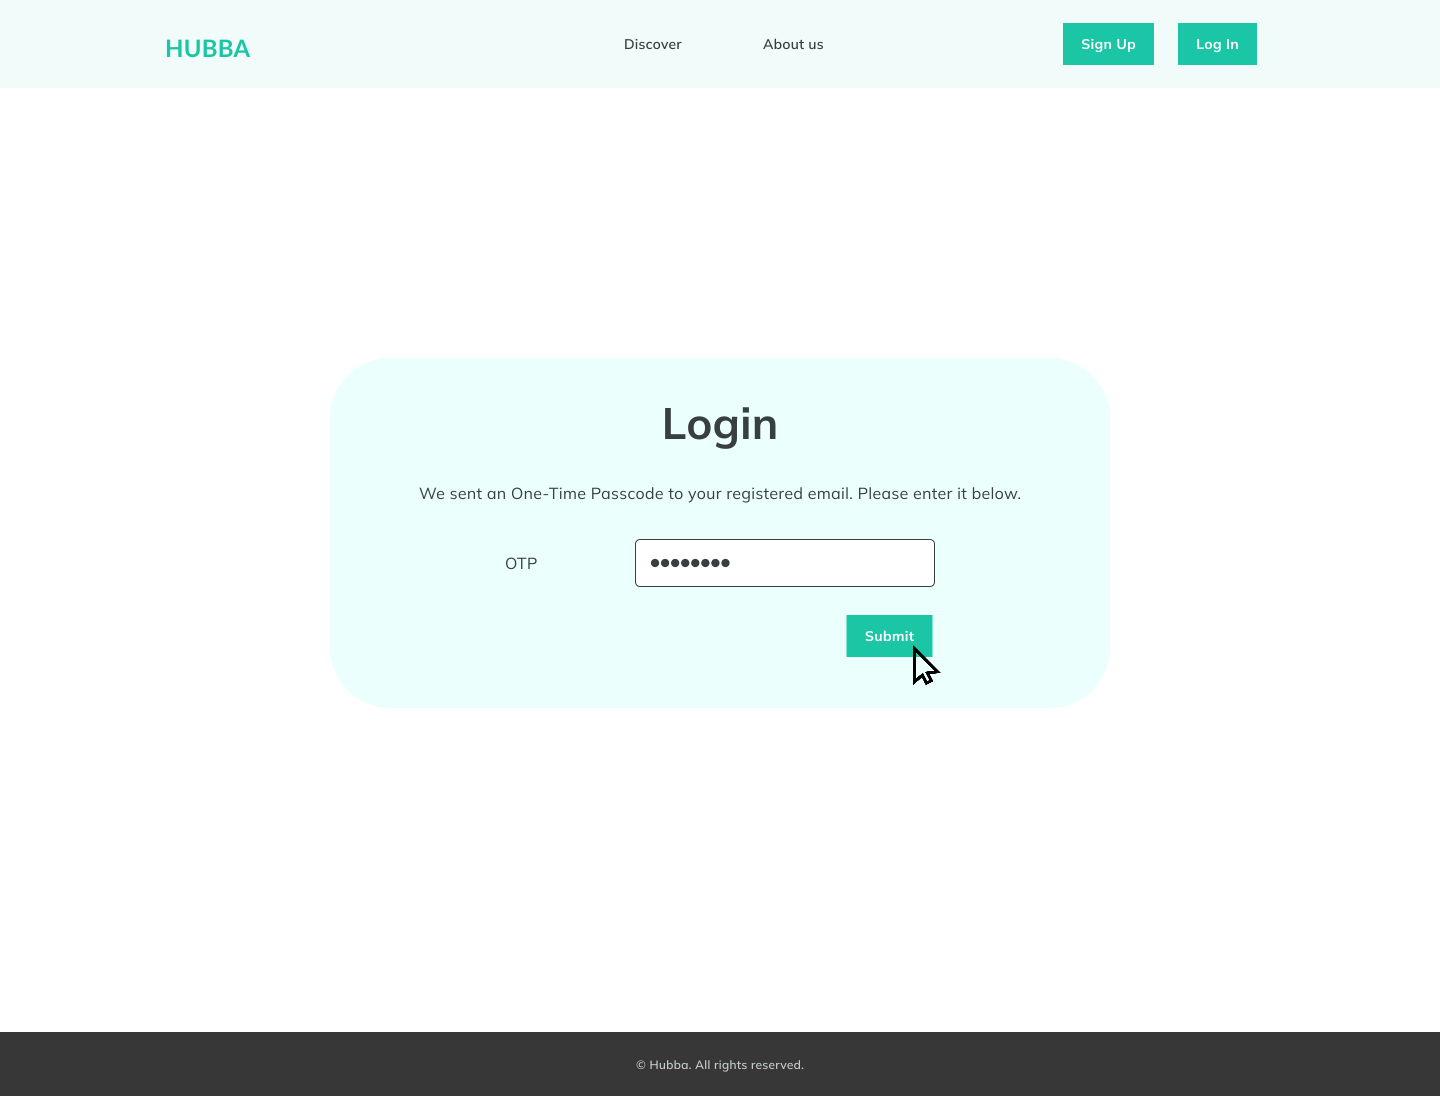 HUBBA
Discover
About us
Sign Up
Log In
Login
We sent an One-Time Passcode to your registered email. Please enter it below.
OTP
●●●●●●●●
Submit
© Hubba. All rights reserved.